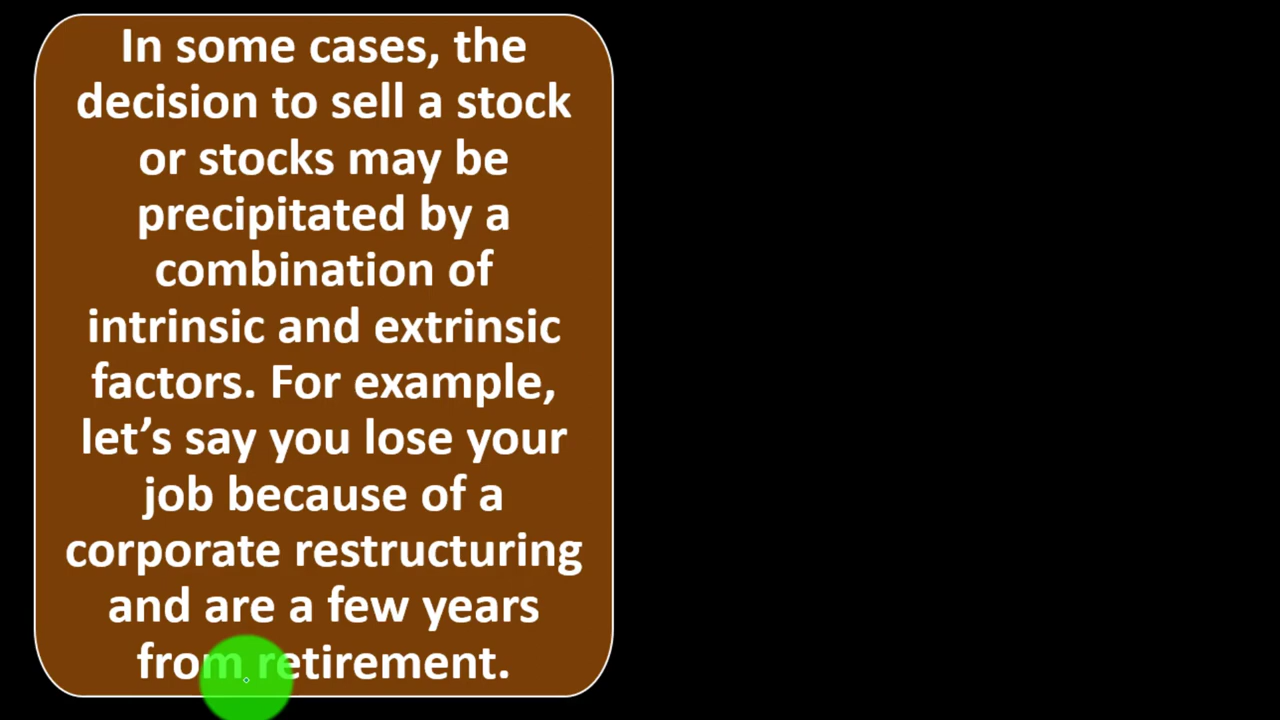 In some cases, the
decision to sell a stock
or stocks may be
precipitated by a
combination of
intrinsic and extrinsic
factors. For example,
let’s say you lose your
job because of a
corporate restructuring
and are a few years
from retirement.